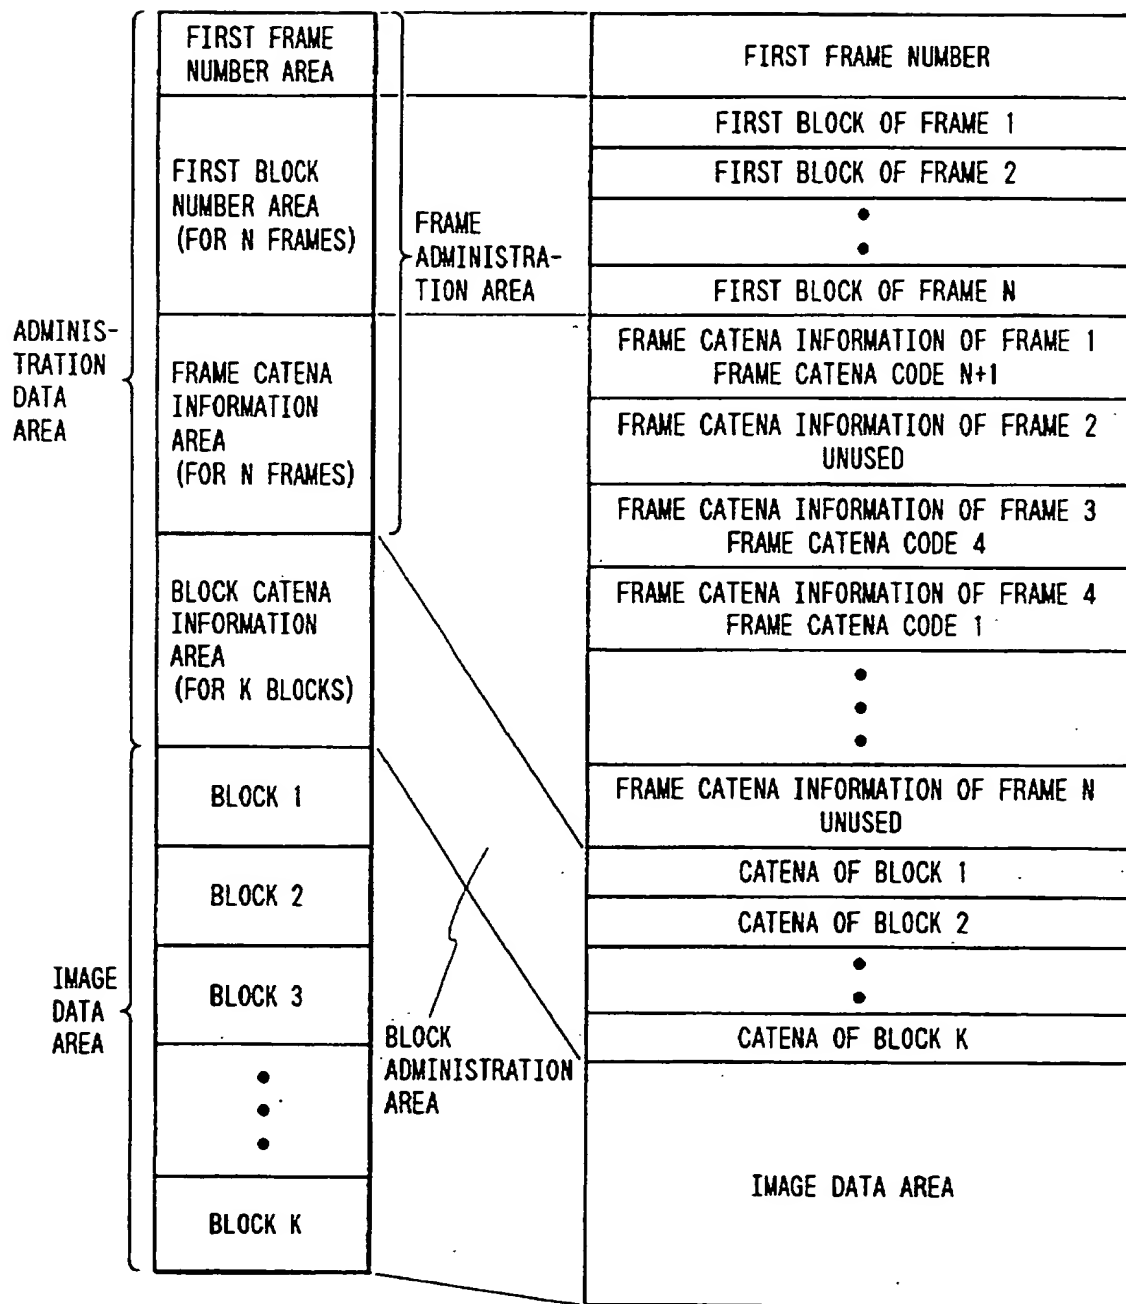 FIRST FRAME
NUMBER AREA
FIRST BLOCK
NUMBER AREA
(FOR N FRAMES)
FRAME CATENA
INFORMATION
AREA
(FOR N FRAMES)
BLOCK CATENA
INFORMATION
AREA
(FOR K BLOCKS)
BLOCK 1
BLOCK 2
BLOCK 3
BLOCK K
ADMINIS-
TRATION
DATA
AREA
IMAGE
DATA
AREA
FRAME
ADMINISTRA-
TION AREA
BLOCK
ADMINISTRATION
AREA
FIRST FRAME NUMBER
FIRST BLOCK OF FRAME 1
FIRST BLOCK OF FRAME 2
FIRST BLOCK OF FRAME N
FRAME CATENA INFORMATION OF FRAME 1
FRAME CATENA CODE N+1
FRAME CATENA INFORMATION OF FRAME 2
UNUSED
FRAME CATENA INFORMATION OF FRAME 3
FRAME CATENA CODE 4
FRAME CATENA INFORMATION OF FRAME 4
FRAME CATENA CODE 1
FRAME CATENA INFORMATION OF FRAME N
UNUSED
CATENA OF BLOCK 1
CATENA OF BLOCK 2
CATENA OF BLOCK K
IMAGE DATA AREA